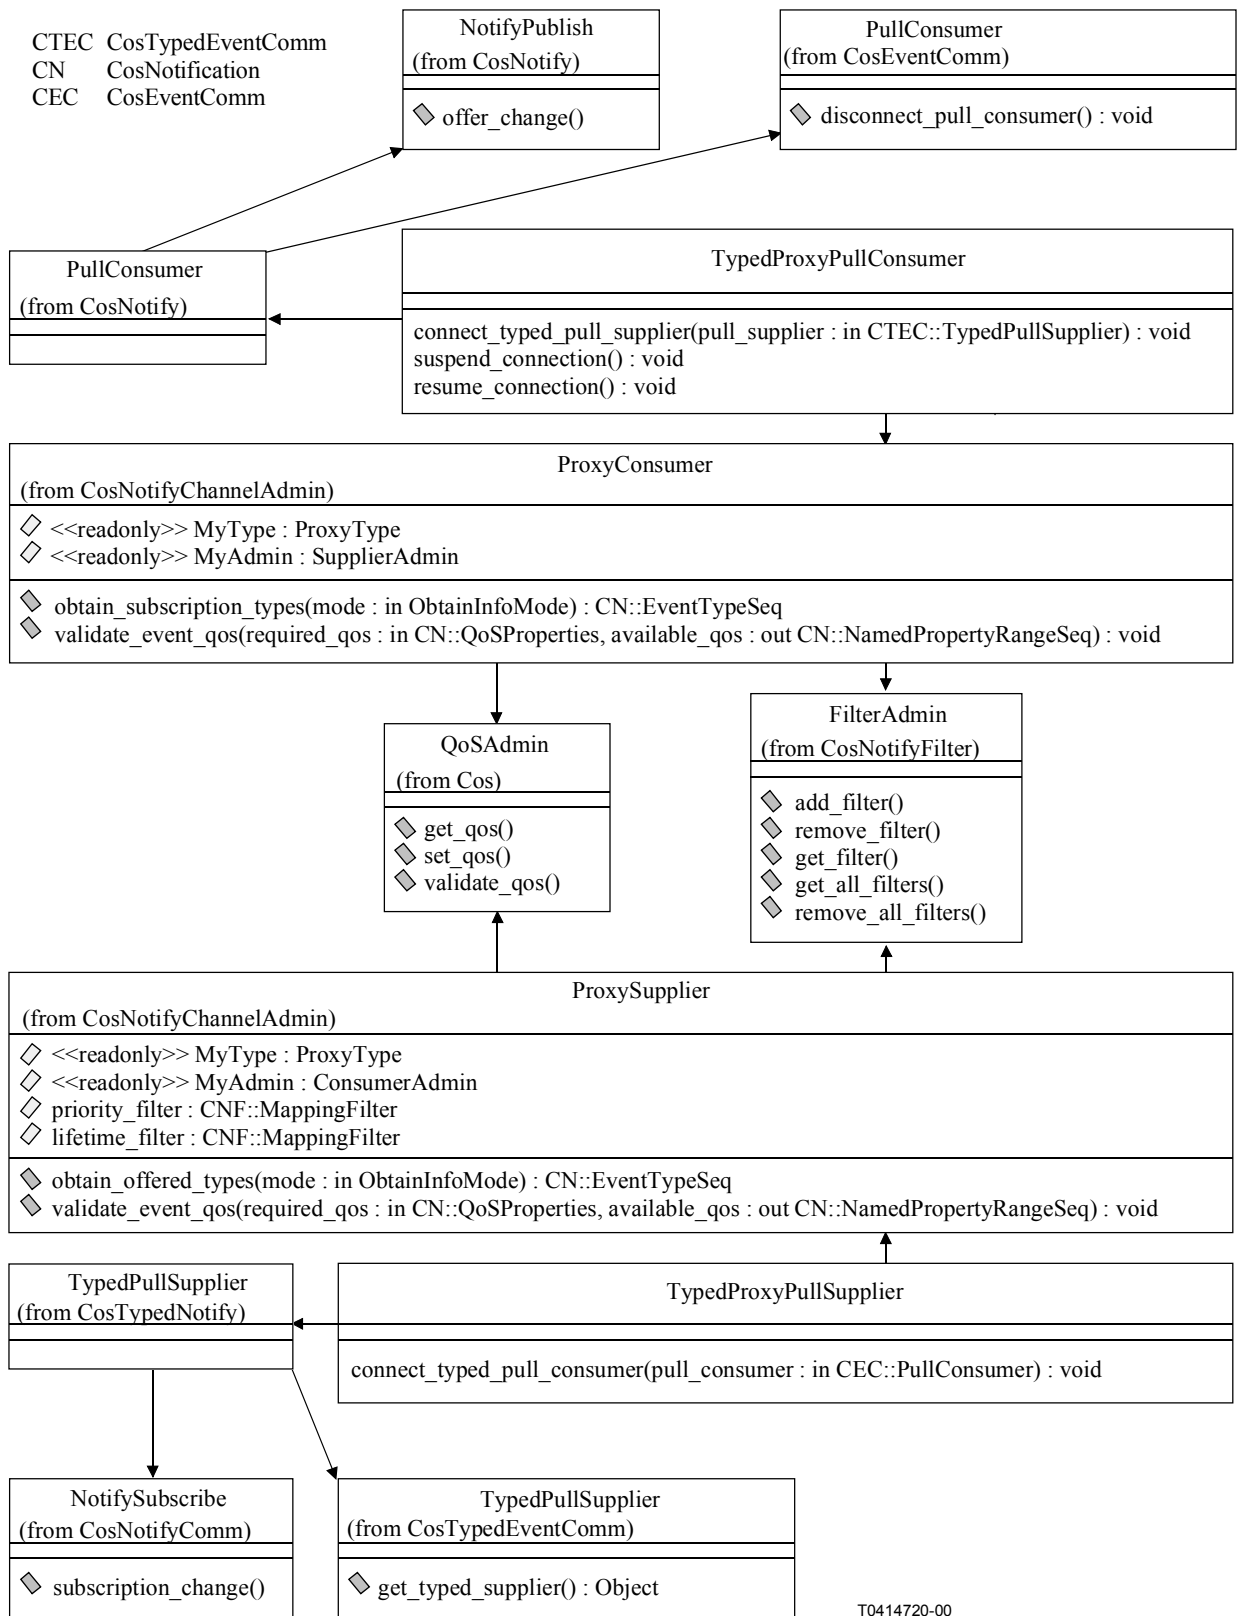 CTEC CosTypedEventComm
CN CosNotification
CEC CosEventComm
NotifyPublish
(from CosNotify)
offer_change()
PullConsumer
(from CosEventComm)
disconnect_pull_consumer() : void
PullConsumer
(from CosNotify)
TypedProxyPullConsumer
connect_typed_pull_supplier(pull_supplier : in CTEC::TypedPullSupplier) : void
suspend_connection() : void
resume_connection() : void
ProxyConsumer
(from CosNotifyChannelAdmin)
<<readonly>> MyType : ProxyType
<<readonly>> MyAdmin : SupplierAdmin
obtain_subscription_types(mode : in ObtainInfoMode) : CN::EventTypeSeq
validate_event_qos(required_qos : in CN::QoSProperties, available_qos : out CN::NamedPropertyRangeSeq) : void
QoSAdmin
(from Cos)
get_qos()
set_qos()
validate_qos()
FilterAdmin
(from CosNotifyFilter)
add_filter()
remove_filter()
get_filter()
get_all_filters()
remove_all_filters()
ProxySupplier
(from CosNotifyChannelAdmin)
<<readonly>> MyType : ProxyType
<<readonly>> MyAdmin : ConsumerAdmin
priority_filter : CNF::MappingFilter
lifetime_filter : CNF::MappingFilter
obtain_offered_types(mode : in ObtainInfoMode) : CN::EventTypeSeq
validate_event_qos(required_qos : in CN::QoSProperties, available_qos : out CN::NamedPropertyRangeSeq) : void
TypedPullSupplier
(from CosTypedNotify)
TypedProxyPullSupplier
connect_typed_pull_consumer(pull_consumer : in CEC::PullConsumer) : void
NotifySubscribe
(from CosNotifyComm)
subscription_change()
TypedPullSupplier
(from CosTypedEventComm)
get_typed_supplier() : Object
T0414720-00